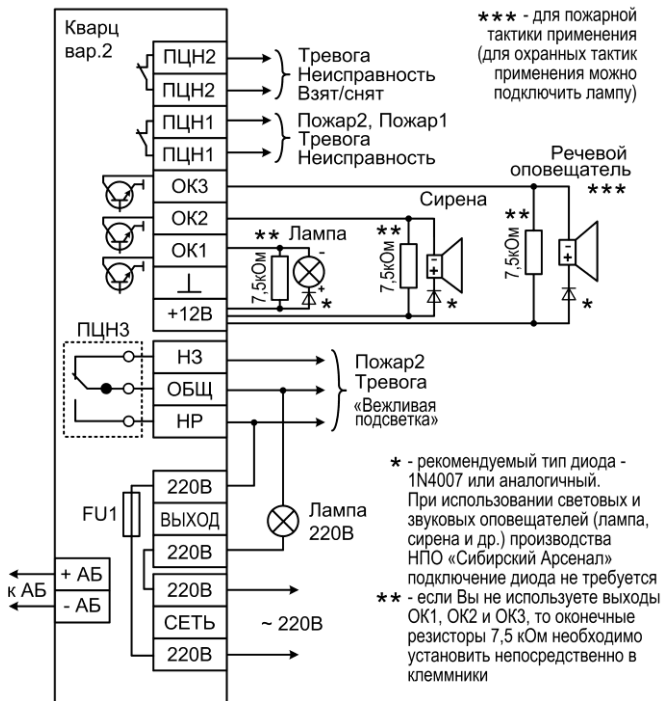 Кварц
вар.2
ПЦН2
ПЦН2
Тревога
Неисправность
Взят/снят
ПЦН1
ПЦН1
Пожар2, Пожар1
Тревога
Неисправность
*** - для пожарной
тактики применения
(для охранных тактик
применения можно
подключить лампу)
ОК3
ОК2
ОК1
⊥
+12В
** Лампа
7,5кОм
-
+
*
Сирена
**
7,5кОм
- +
*
Речевой
оповещатель
***
**
7,5кОм
- +
*
ПЦН3
НЗ
ОБЩ
НР
Пожар2
Тревога
«Вежливая
подсветка»
FU1
220В
ВЫХОД
220В
Лампа
220В
220В
СЕТЬ
220В
~ 220В
к АБ
+ АБ
- АБ
* - рекомендуемый тип диода -
1N4007 или аналогичный.
При использовании световых и
звуковых оповещателей (лампа,
сирена и др.) производства
НПО «Сибирский Арсенал»
подключение диода не требуется
** - если Вы не используете выходы
ОК1, ОК2 и ОК3, то оконечные
резисторы 7,5 кОм необходимо
установить непосредственно в
клеммники